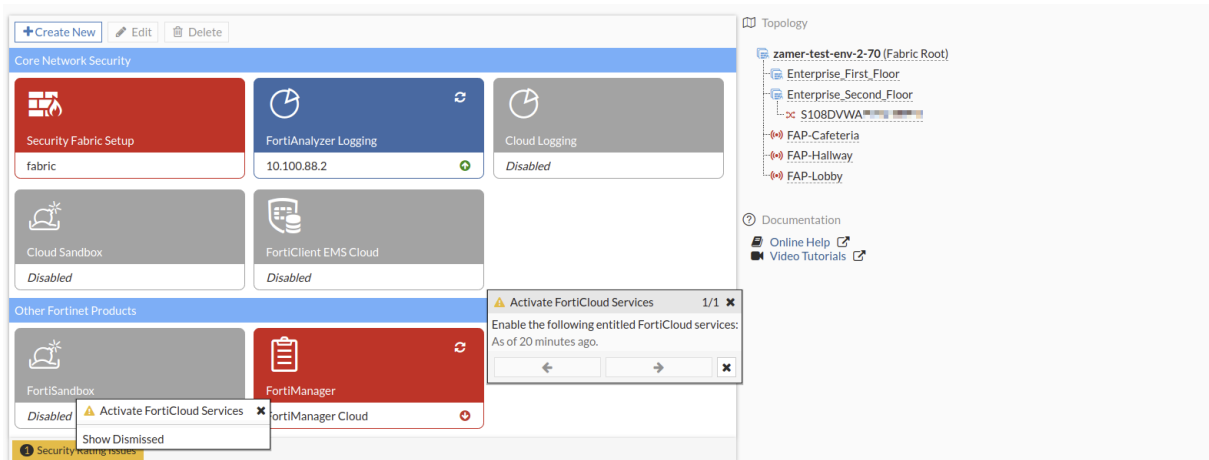 Create New Edit Delete
Core Network Security
Security Fabric Setup
fabric
FortiAnalyzer Logging
10.100.88.2
Cloud Logging
Disabled
Cloud Sandbox
Disabled
FortiClient EMS Cloud
Disabled
Other Fortinet Products
FortiSandbox
Disabled
FortiManager
FortiManager Cloud
Activate FortiCloud Services
Show Dismissed
1 Security Rating Issues
Activate FortiCloud Services 1/1
Enable the following entitled FortiCloud services:
As of 20 minutes ago.
Topology
zamer-test-env-2-70 (Fabric Root)
Enterprise_First_Floor
Enterprise_Second_Floor
S108DVWA
FAP-Cafeteria
FAP-Hallway
FAP-Lobby
Documentation
Online Help
Video Tutorials